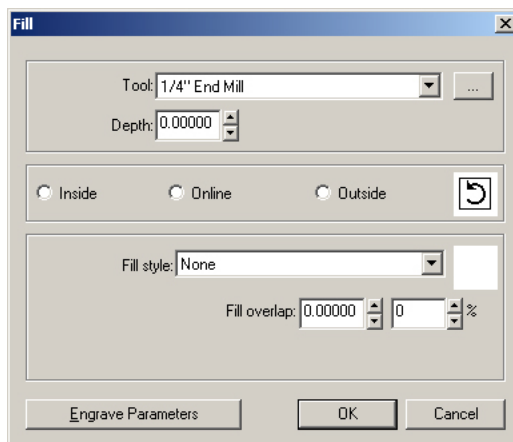 Fill
Tool: 1/4" End Mill ...
Depth: 0.00000
Inside Online Outside
Fill style: None
Fill overlap: 0.00000 0 %
Engrave Parameters OK Cancel